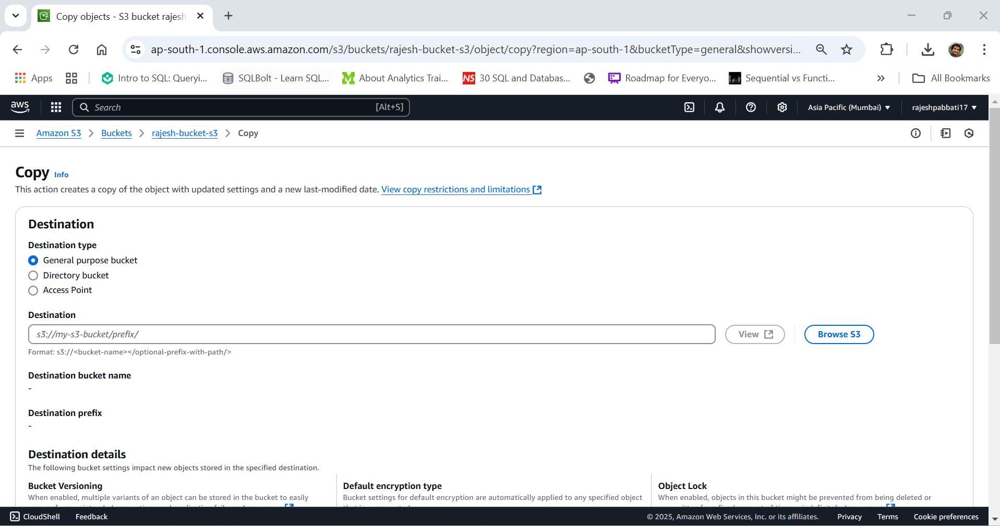 Copy objects - S3 bucket rajesh
ap-south-1.console.aws.amazon.com/s3/buckets/rajesh-bucket-s3/object/copy?region=ap-south-1&bucketType=general&showversi...
Apps Intro to SQL: Queryi... SQLBolt - Learn SQL... About Analytics Trai... NS 30 SQL and Databas... Roadmap for Everyo... Sequential vs Functi... » All Bookmarks
aws Search [Alt+S] Asia Pacific (Mumbai) rajeshpabbati17
Amazon S3 > Buckets > rajesh-bucket-s3 > Copy
Copy Info
This action creates a copy of the object with updated settings and a new last-modified date. View copy restrictions and limitations
Destination
Destination type
General purpose bucket
Directory bucket
Access Point
Destination
s3://my-s3-bucket/prefix/ View Browse S3
Format: s3://<bucket-name></optional-prefix-with-path/>
Destination bucket name
-
Destination prefix
-
Destination details
The following bucket settings impact new objects stored in the specified destination.
Bucket Versioning Default encryption type Object Lock
When enabled, multiple variants of an object can be stored in the bucket to easily Bucket settings for default encryption are automatically applied to any specified object When enabled, objects in this bucket might be prevented from being deleted or
CloudShell Feedback © 2025, Amazon Web Services, Inc. or its affiliates. Privacy Terms Cookie preferences